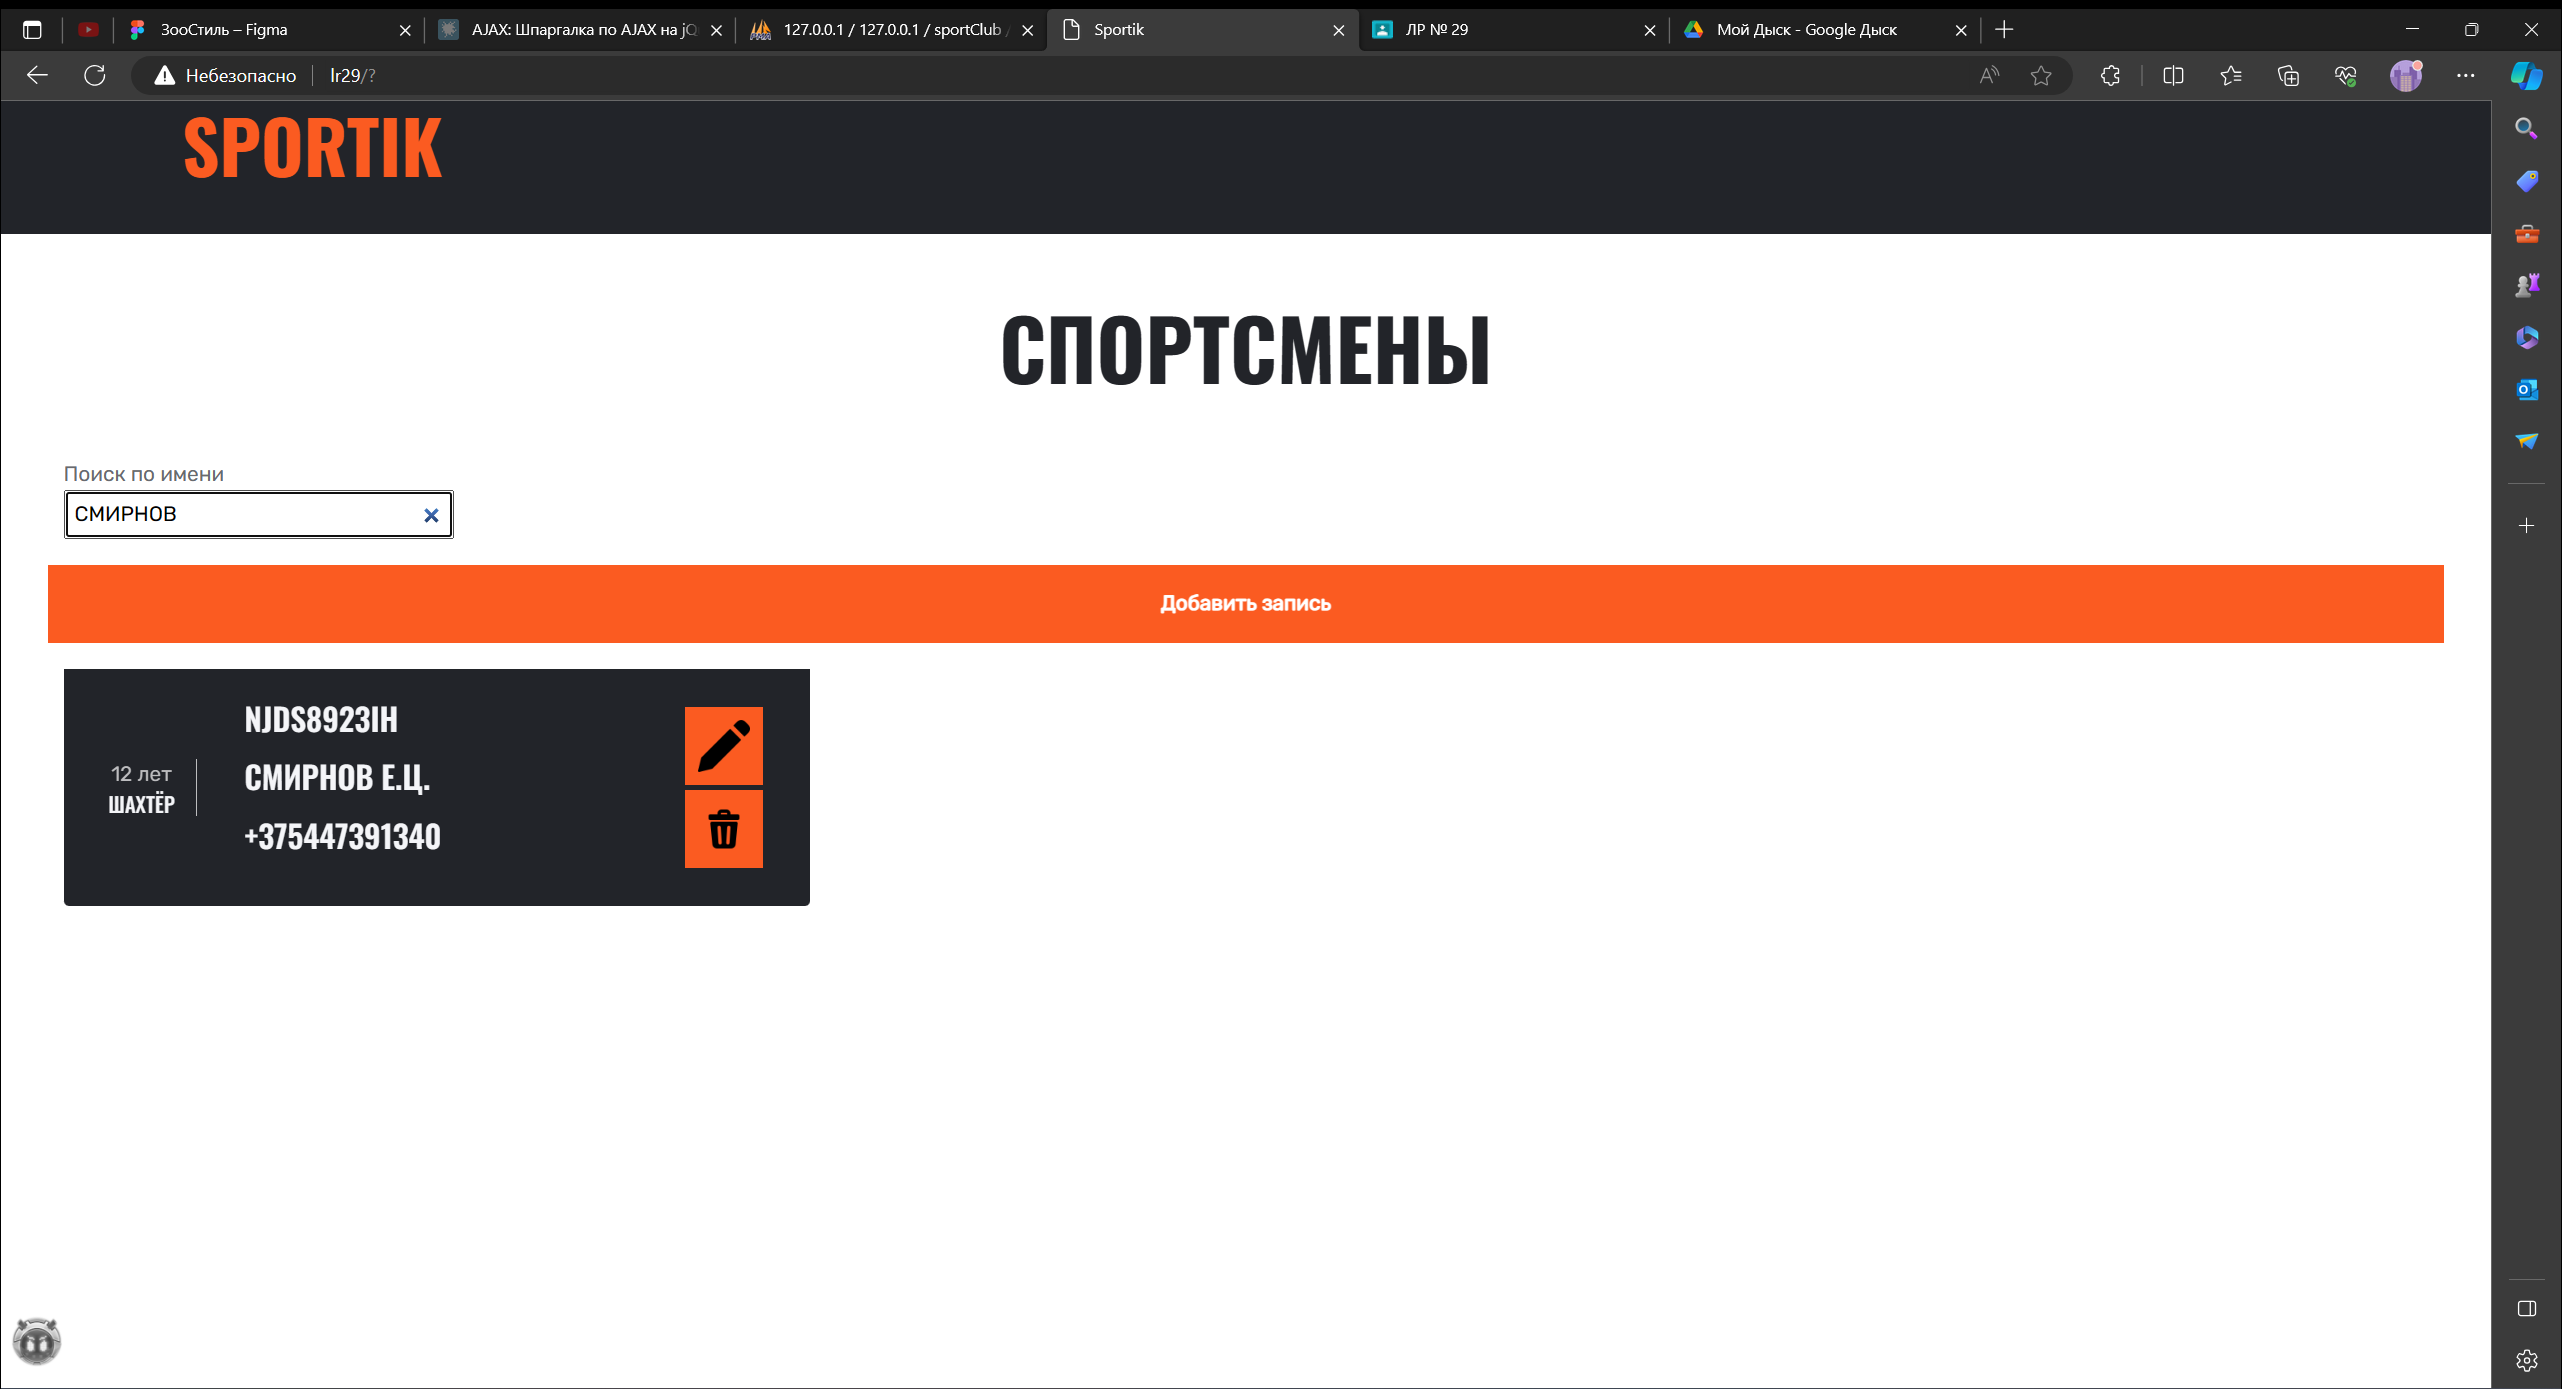 ЗооСтиль – Figma
AJAX: Шпаргалка по AJAX на jQ
127.0.0.1 / 127.0.0.1 / sportClub /
Sportik
ЛР № 29
Мой Дыск - Google Дыск
Небезопасно
lr29/?
SPORTIK
СПОРТСМЕНЫ
Поиск по имени
СМИРНОВ
Добавить запись
NJDS8923IH
12 лет
ШАХТЁР
СМИРНОВ Е.Ц.
+375447391340